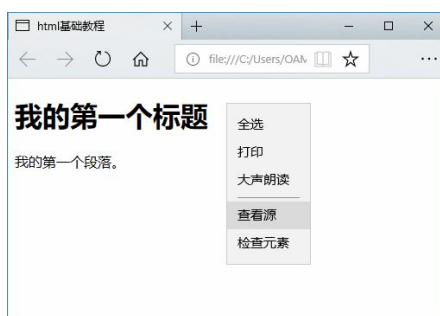 html基础教程
file:///C:/Users/OAM
我的第一个标题
我的第一个段落。
全选
打印
大声朗读
查看源
检查元素